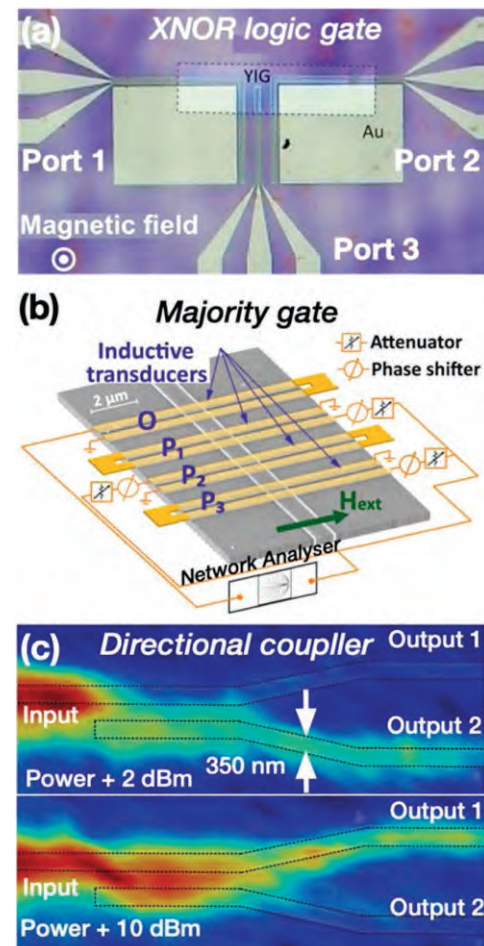 (a) XNOR logic gate
YIG
Au
Port 1
Port 2
Magnetic field
Port 3
(b) Majority gate
Inductive
transducers
Attenuator
Phase shifter
2 μm
O
P1
P2
P3
Hext
Network Analyser
(c) Directional coupller
Output 1
Input
Output 2
350 nm
Power + 2 dBm
Output 1
Input
Output 2
Power + 10 dBm